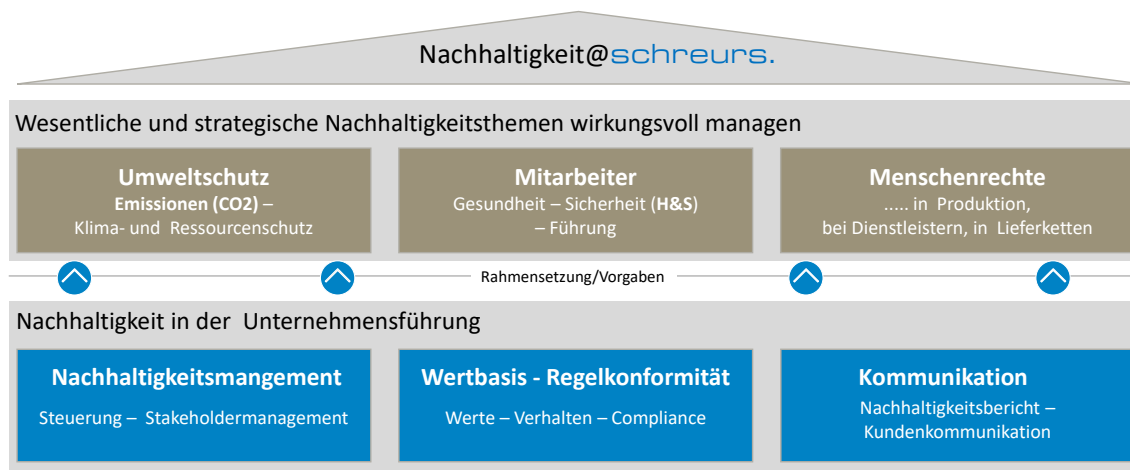 Nachhaltigkeit@schreurs.
Wesentliche und strategische Nachhaltigkeitsthemen wirkungsvoll managen
Umweltschutz
Emissionen (CO2) –
Klima- und Ressourcenschutz
Mitarbeiter
Gesundheit – Sicherheit (H&S)
– Führung
Menschenrechte
..... in Produktion,
bei Dienstleistern, in Lieferketten
Rahmensetzung/Vorgaben
Nachhaltigkeit in der Unternehmensführung
Nachhaltigkeitsmangement
Steuerung – Stakeholdermanagement
Wertbasis - Regelkonformität
Werte – Verhalten – Compliance
Kommunikation
Nachhaltigkeitsbericht –
Kundenkommunikation